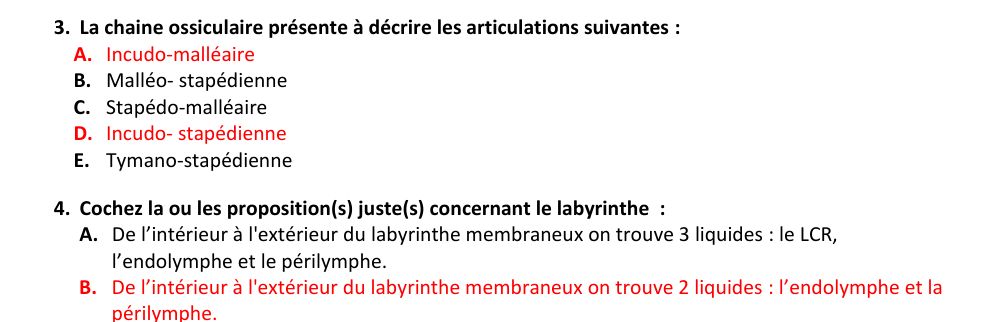 3. La chaine ossiculaire présente à décrire les articulations suivantes :
A. Incudo-malléaire
B. Malléo- stapédienne
C. Stapédo-malléaire
D. Incudo- stapédienne
E. Tymano-stapédienne
4. Cochez la ou les proposition(s) juste(s) concernant le labyrinthe :
A. De l’intérieur à l'extérieur du labyrinthe membraneux on trouve 3 liquides : le LCR,
l’endolymphe et le périlymphe.
B. De l’intérieur à l'extérieur du labyrinthe membraneux on trouve 2 liquides : l’endolymphe et la
périlymphe.